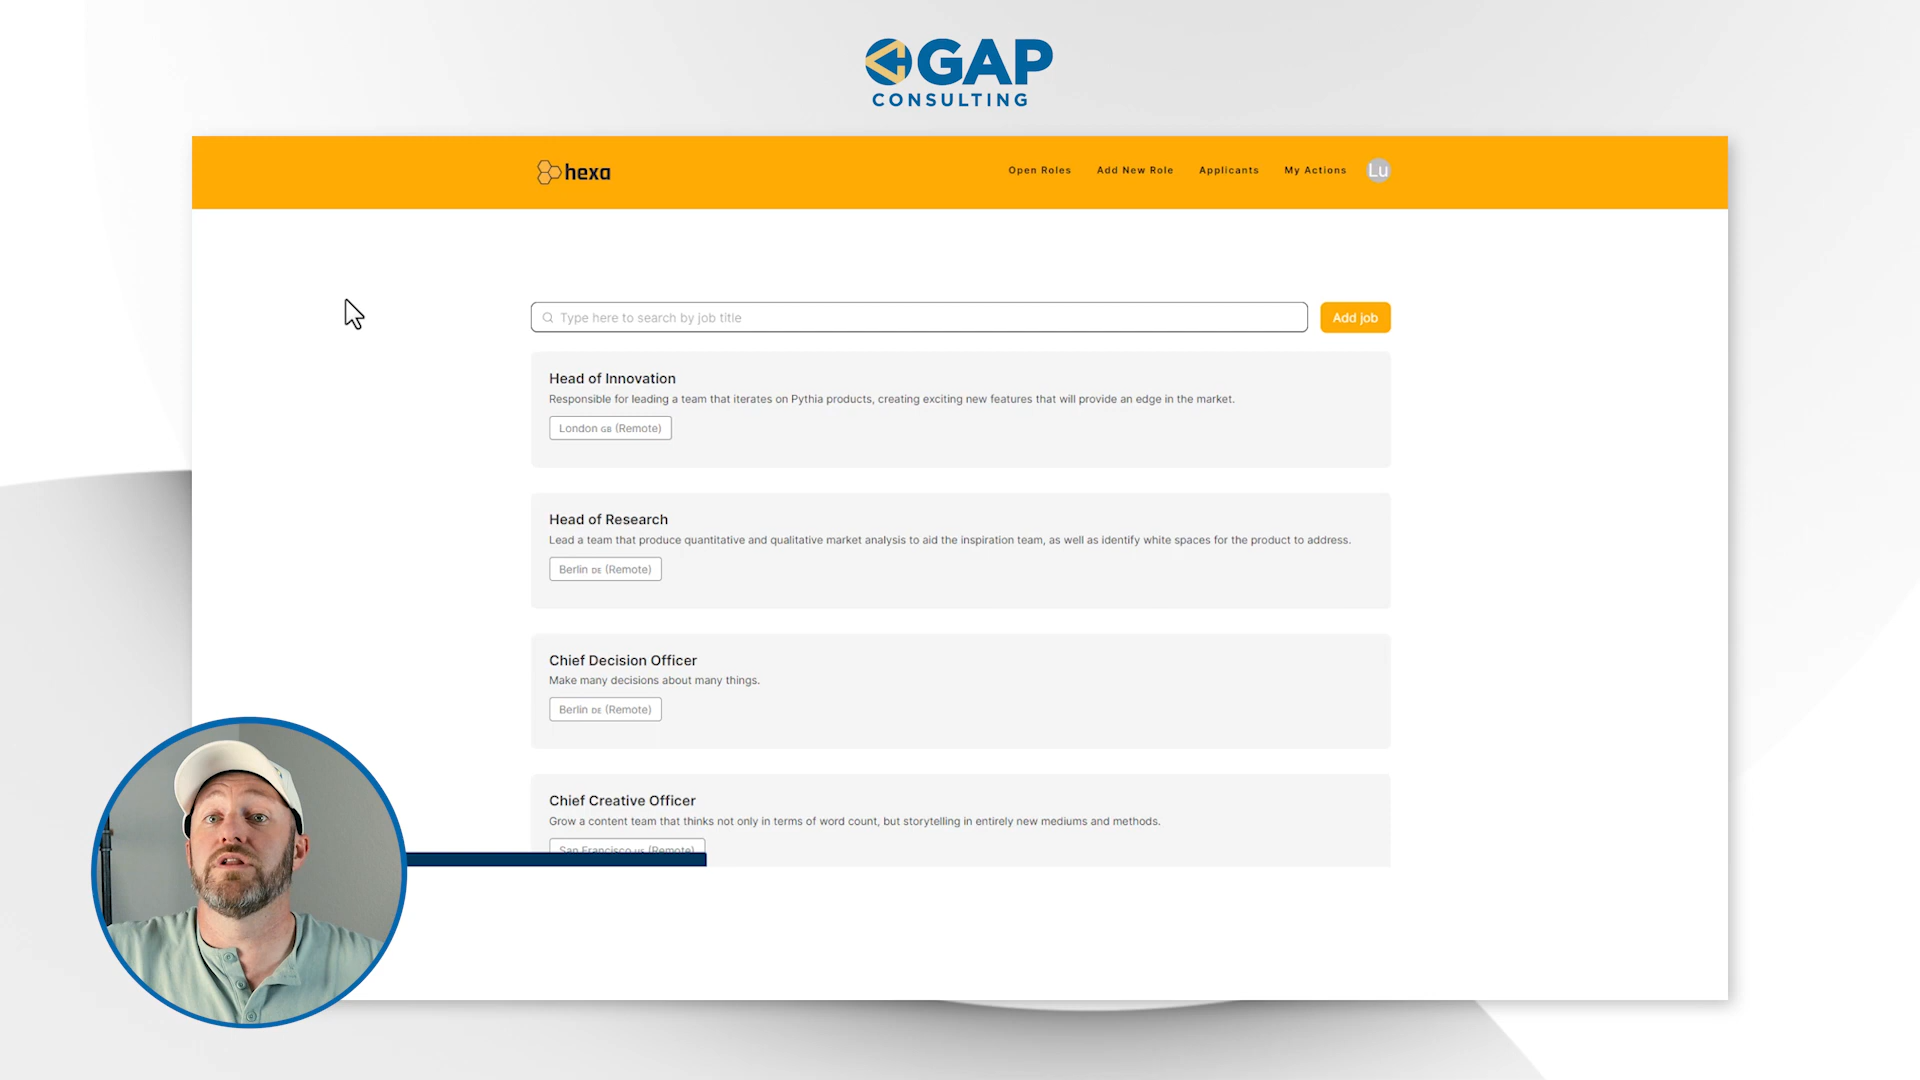 GAP
CONSULTING
hexa
Open Roles
Add New Role
Applicants
My Actions
Lu
Type here to search by job title
Add job
Head of Innovation
Responsible for leading a team that iterates on Pythia products, creating exciting new features that will provide an edge in the market.
London GB (Remote)
Head of Research
Lead a team that produce quantitative and qualitative market analysis to aid the inspiration team, as well as identify white spaces for the product to address.
Berlin DE (Remote)
Chief Decision Officer
Make many decisions about many things.
Berlin DE (Remote)
Chief Creative Officer
Grow a content team that thinks not only in terms of word count, but storytelling in entirely new mediums and methods.
San Francisco US (Remote)